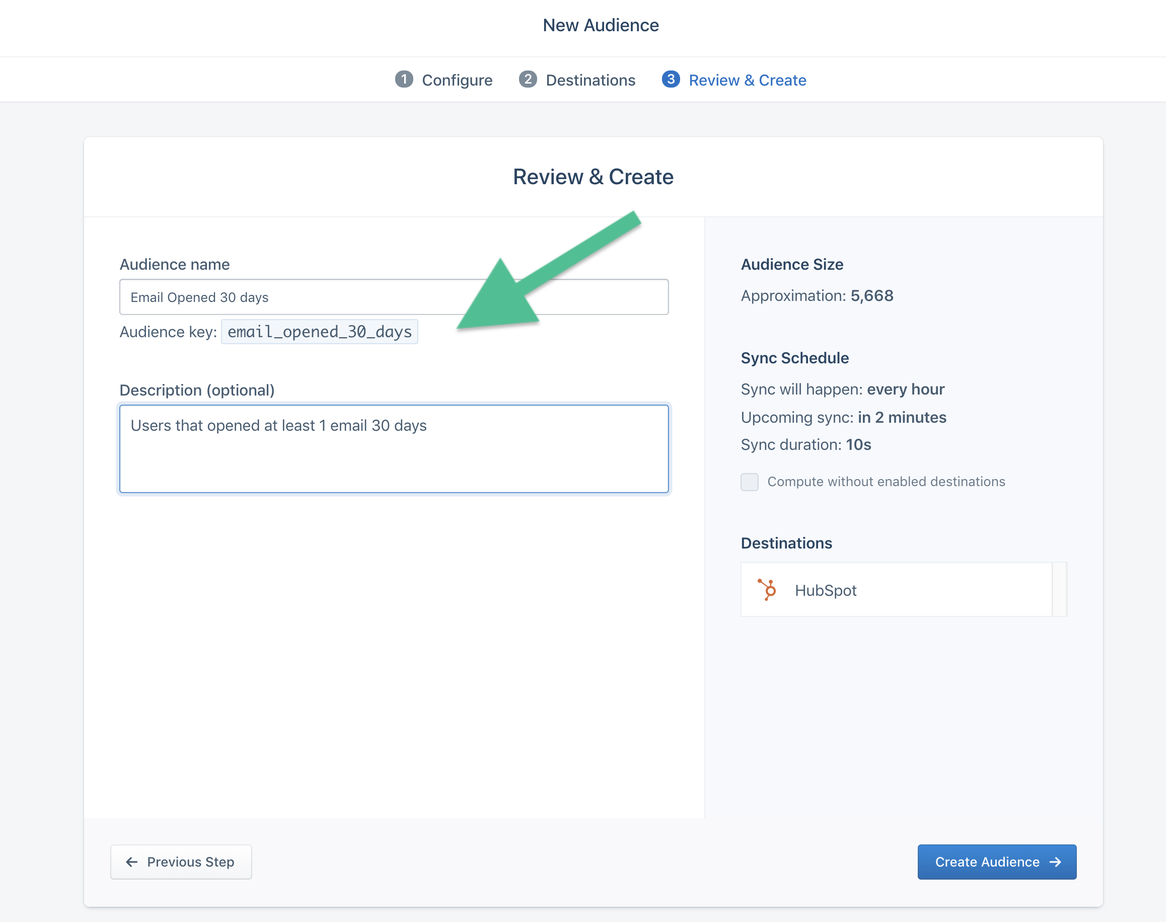 New Audience
1 Configure 2 Destinations 3 Review & Create
Review & Create
Audience name
Email Opened 30 days
Audience key: email_opened_30_days
Description (optional)
Users that opened at least 1 email 30 days
Audience Size
Approximation: 5,668
Sync Schedule
Sync will happen: every hour
Upcoming sync: in 2 minutes
Sync duration: 10s
Compute without enabled destinations
Destinations
HubSpot
Previous Step
Create Audience